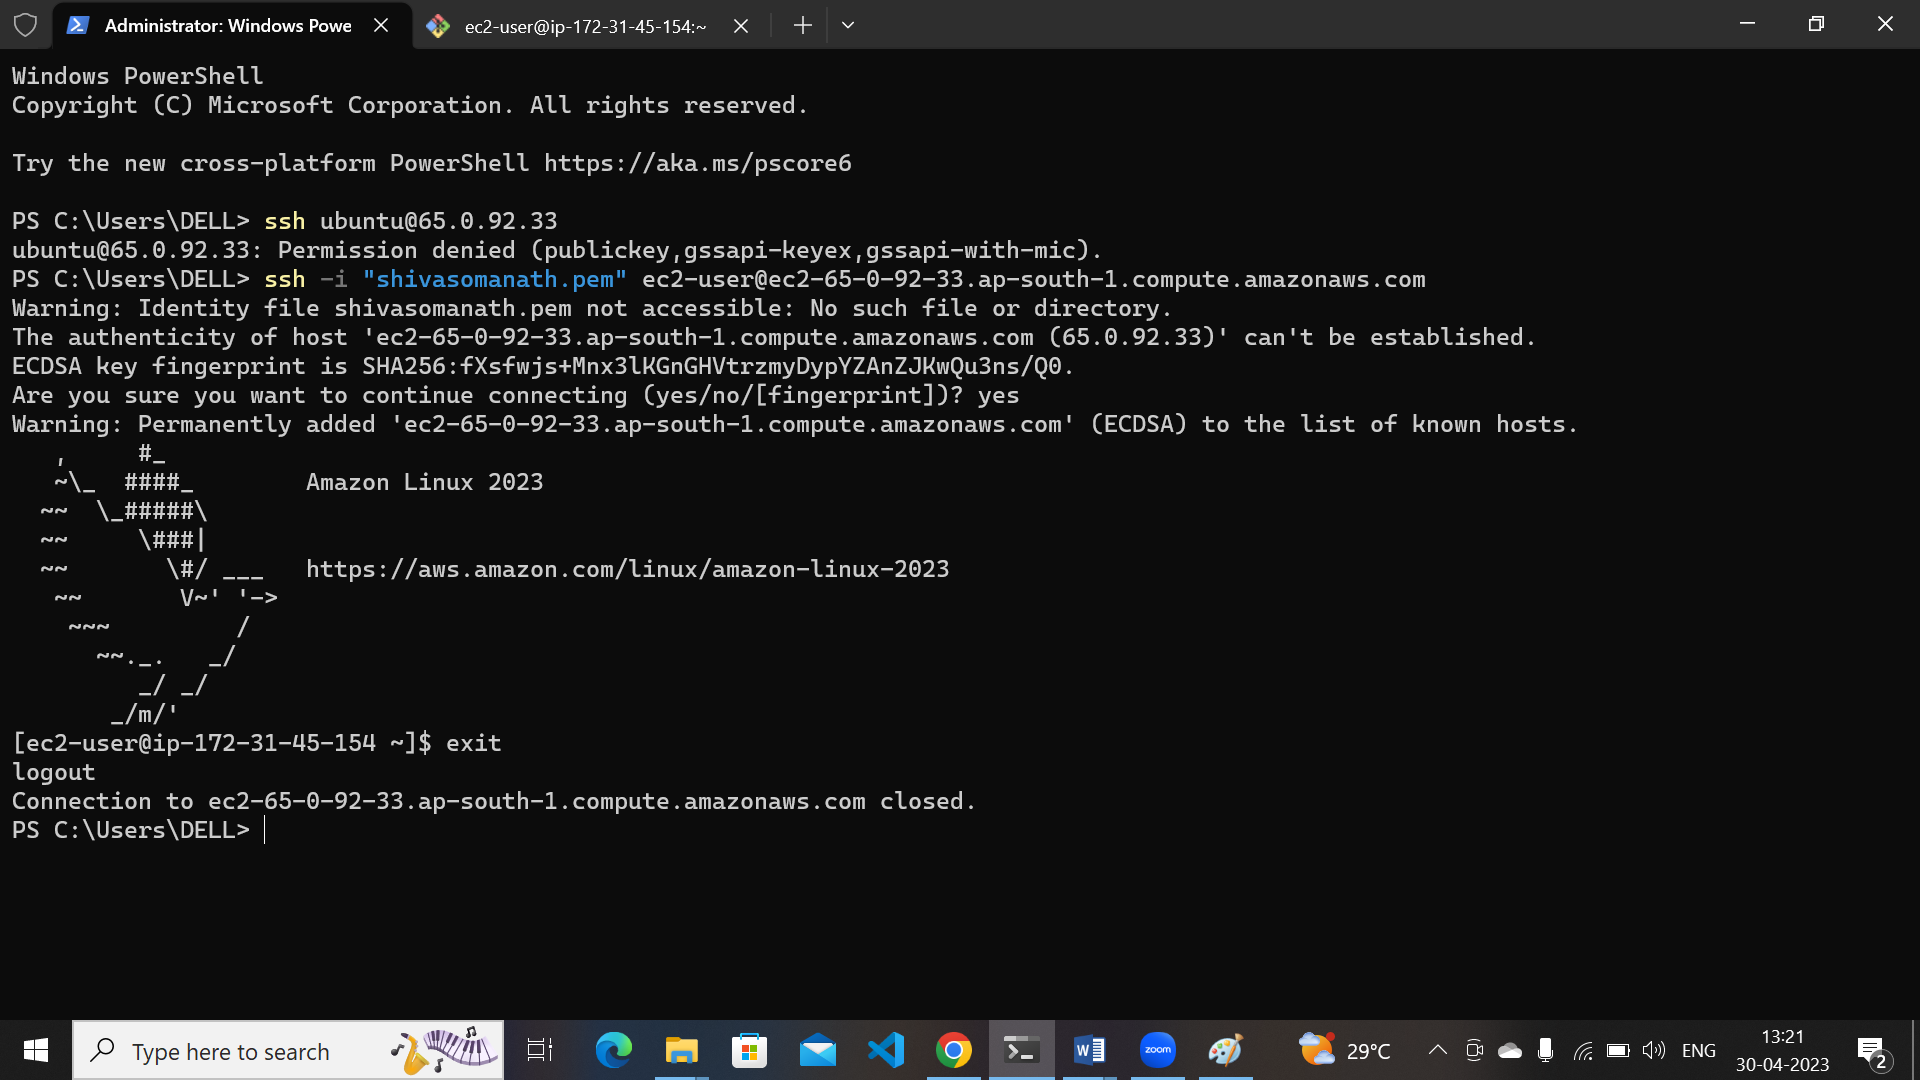 Administrator: Windows Powe
ec2-user@ip-172-31-45-154:~
Windows PowerShell
Copyright (C) Microsoft Corporation. All rights reserved.
Try the new cross-platform PowerShell https://aka.ms/pscore6
PS C:\Users\DELL> ssh ubuntu@65.0.92.33
ubuntu@65.0.92.33: Permission denied (publickey,gssapi-keyex,gssapi-with-mic).
PS C:\Users\DELL> ssh -i "shivasomanath.pem" ec2-user@ec2-65-0-92-33.ap-south-1.compute.amazonaws.com
Warning: Identity file shivasomanath.pem not accessible: No such file or directory.
The authenticity of host 'ec2-65-0-92-33.ap-south-1.compute.amazonaws.com (65.0.92.33)' can't be established.
ECDSA key fingerprint is SHA256:fXsfwjs+Mnx3lKGnGHVtrzmyDypYZAnZJKwQu3ns/Q0.
Are you sure you want to continue connecting (yes/no/[fingerprint])? yes
Warning: Permanently added 'ec2-65-0-92-33.ap-south-1.compute.amazonaws.com' (ECDSA) to the list of known hosts.
   ,     #_
   ~\_  ####_        Amazon Linux 2023
  ~~  \_#####\
  ~~     \###|
  ~~       \#/ ___   https://aws.amazon.com/linux/amazon-linux-2023
   ~~       V~' '->
    ~~~         /
      ~~._.   _/
         _/ _/
       _/m/'
[ec2-user@ip-172-31-45-154 ~]$ exit
logout
Connection to ec2-65-0-92-33.ap-south-1.compute.amazonaws.com closed.
PS C:\Users\DELL>
Type here to search
zoom
29°C
ENG
13:21
30-04-2023
2